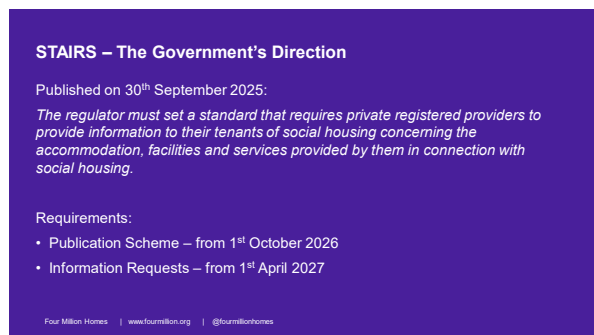 STAIRS – The Government's Direction
Published on 30th September 2025:
The regulator must set a standard that requires private registered providers to
provide information to their tenants of social housing concerning the
accommodation, facilities and services provided by them in connection with
social housing.
Requirements:
• Publication Scheme – from 1st October 2026
• Information Requests – from 1st April 2027
Four Million Homes | www.fourmillion.org | @fourmillionhomes